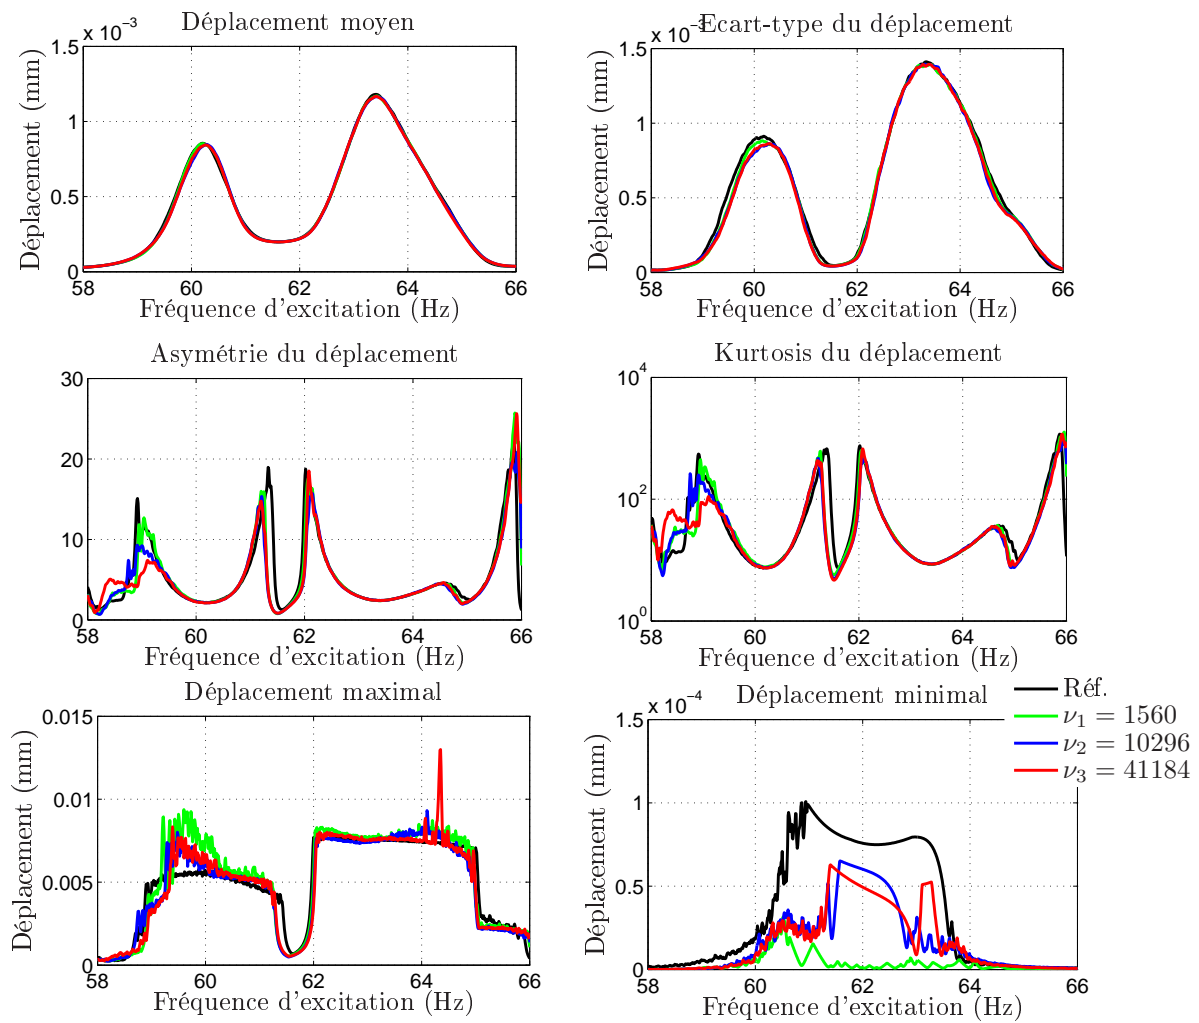 Déplacement moyen
x 10⁻³
1.5
1
0.5
0
Déplacement (mm)
58 60 62 64 66
Fréquence d'excitation (Hz)
Ecart-type du déplacement
x 10⁻³
1.5
1
0.5
0
Déplacement (mm)
58 60 62 64 66
Fréquence d'excitation (Hz)
Asymétrie du déplacement
30
20
10
0
58 60 62 64 66
Fréquence d'excitation (Hz)
Kurtosis du déplacement
10⁴
10²
10⁰
58 60 62 64 66
Fréquence d'excitation (Hz)
Déplacement maximal
0.015
0.01
0.005
0
Déplacement (mm)
58 60 62 64 66
Fréquence d'excitation (Hz)
Déplacement minimal
x 10⁻⁴
1.5
1
0.5
0
Déplacement (mm)
58 60 62 64 66
Fréquence d'excitation (Hz)
Réf.
ν₁ = 1560
ν₂ = 10296
ν₃ = 41184